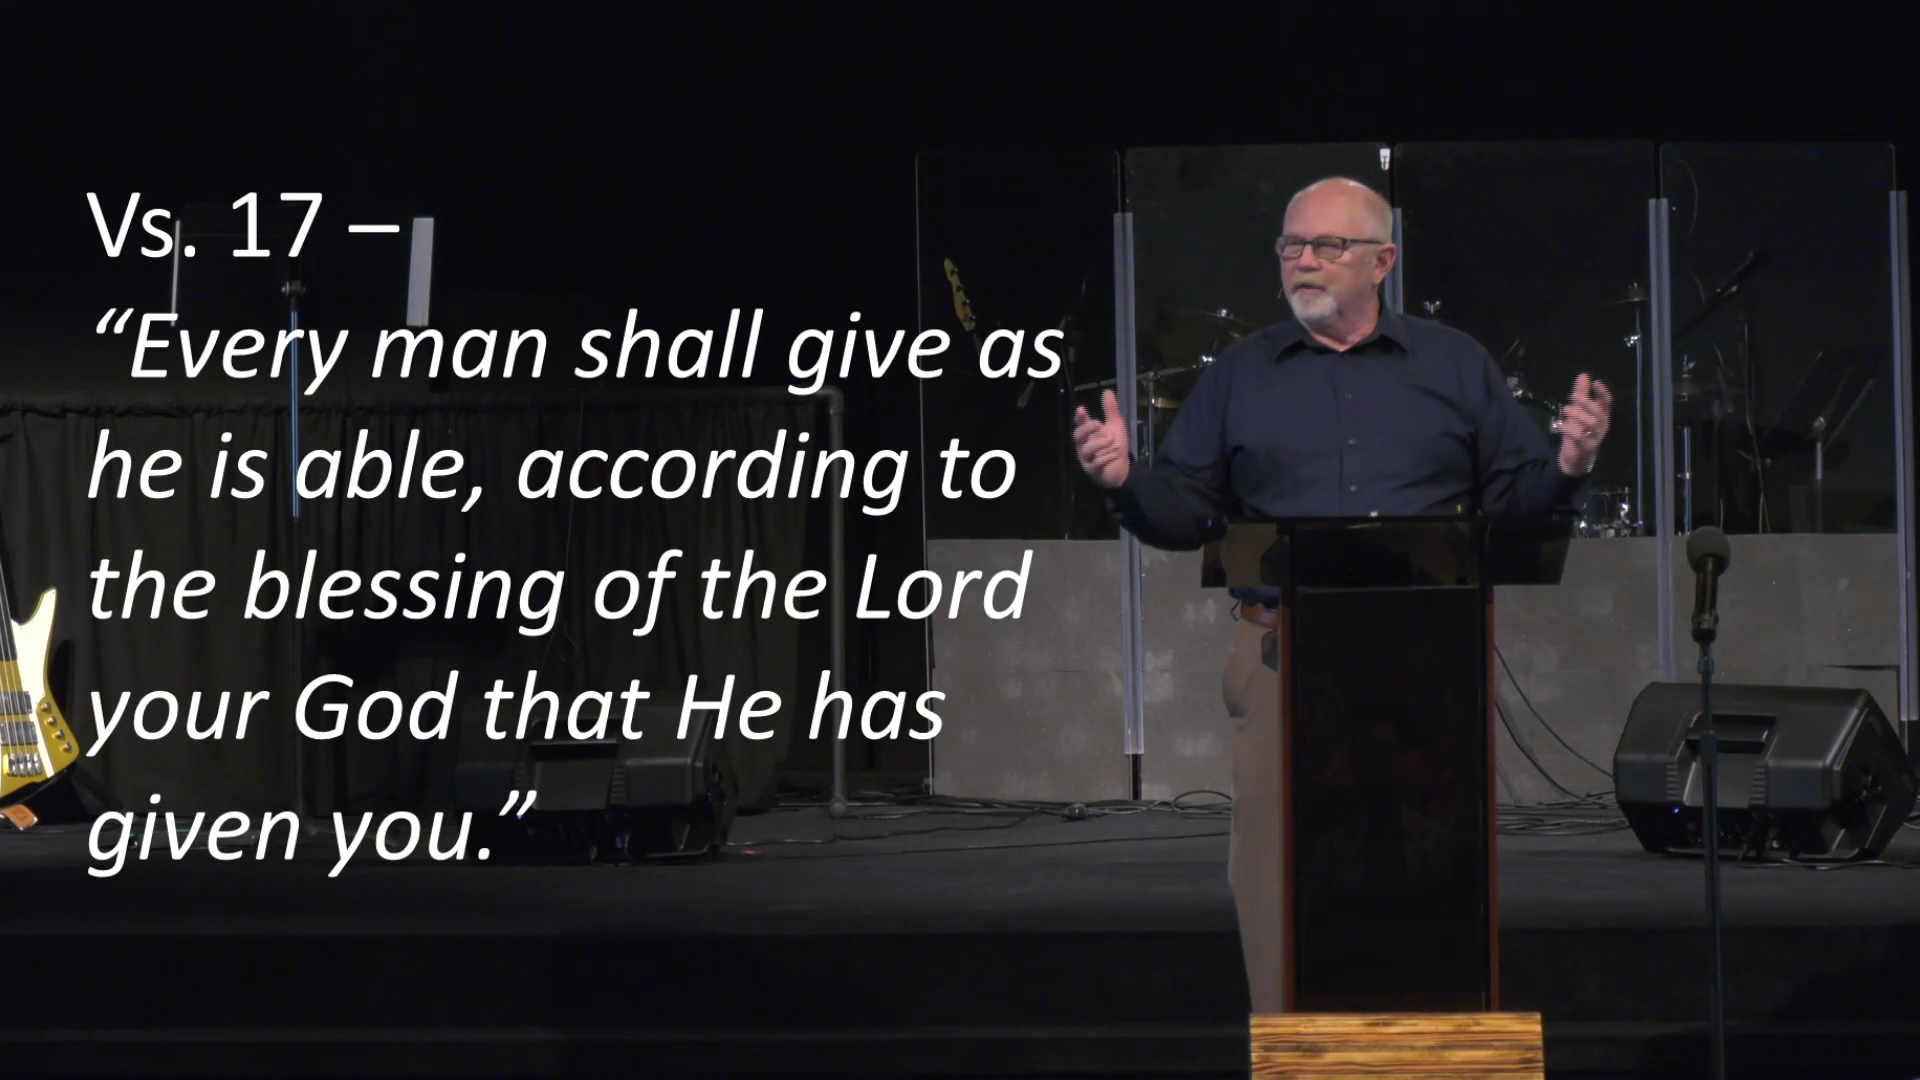 Vs. 17 –
“Every man shall give as
he is able, according to
the blessing of the Lord
your God that He has
given you.”